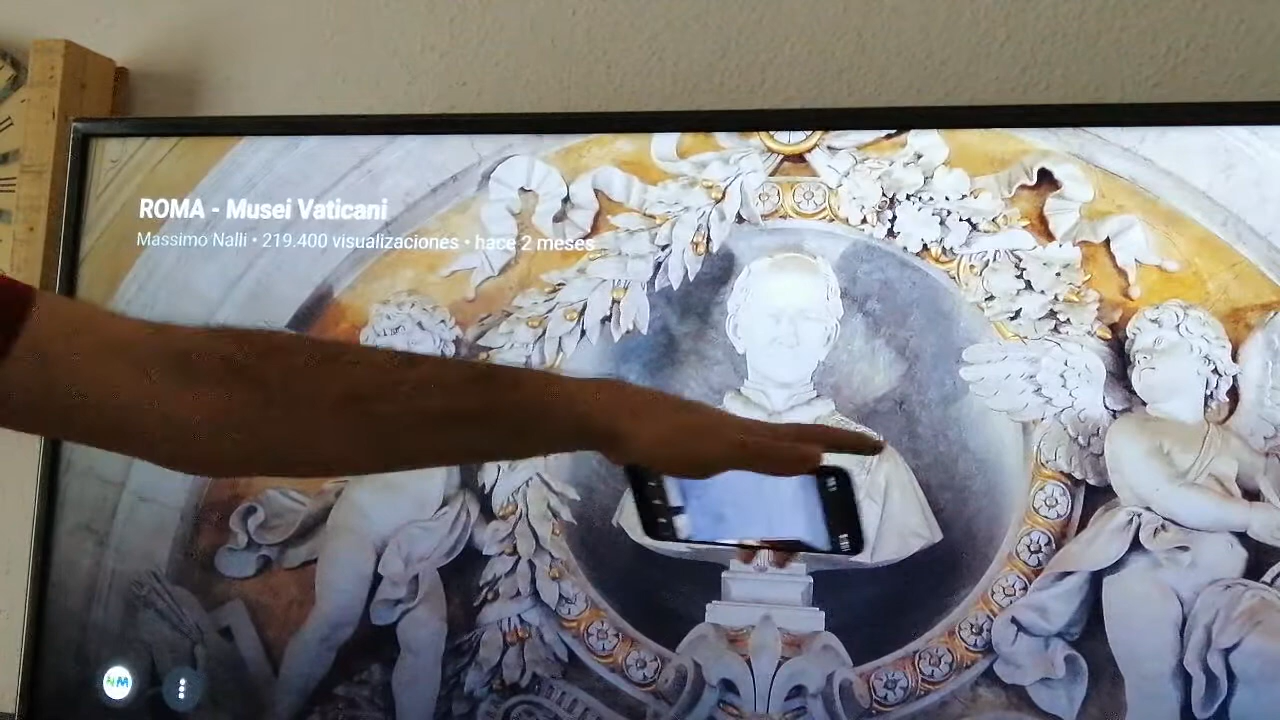 ROMA - Musei Vaticani
Massimo Nalli • 219.400 visualizaciones • hace 2 meses